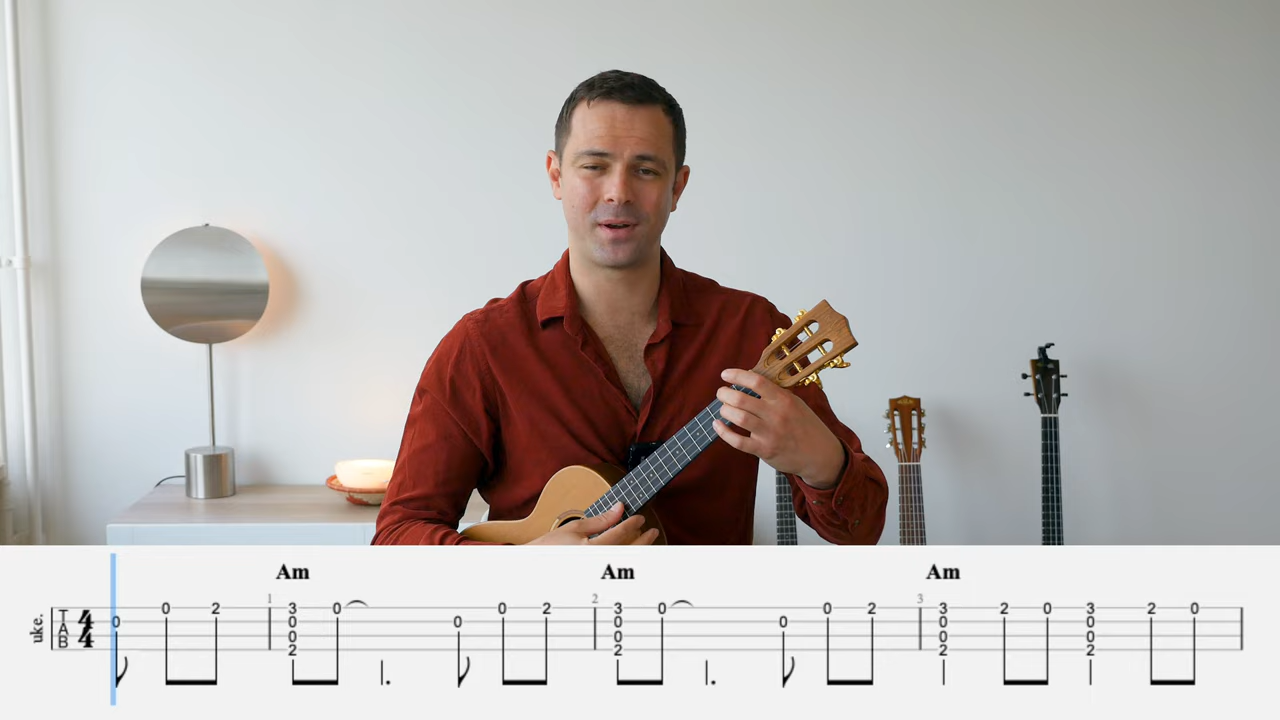 Am Am Am
1 2 3
0 2 3 0 0 2 3 0 0 2 3 2 0 3 2 0
uke. T 4 0 0 0 0 0 0 0 0
A 4 0 0 0 0
B 2 2 2 2